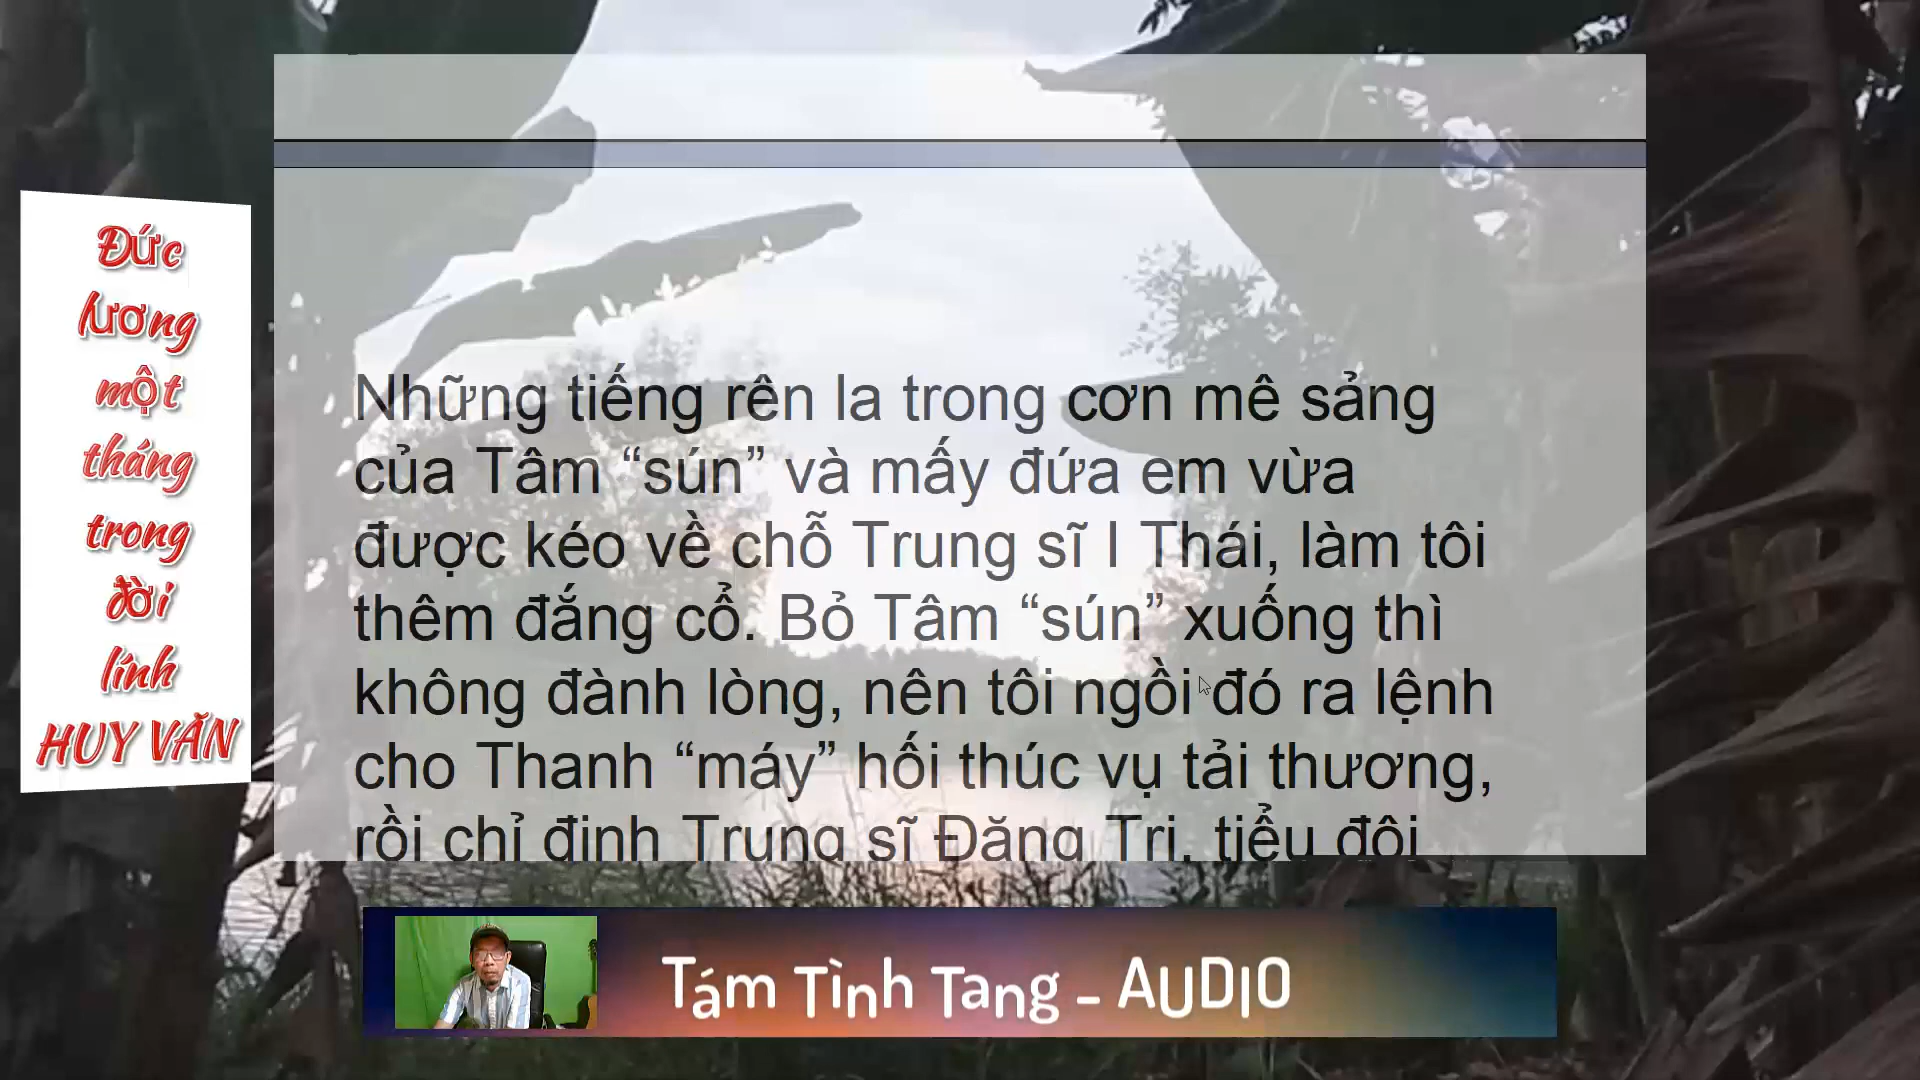 Đức
lương
một
tháng
trong
đời
lính
HUY VĂN
Những tiếng rên la trong cơn mê sảng
của Tâm “sún” và mấy đứa em vừa
được kéo về chỗ Trung sĩ I Thái, làm tôi
thêm đắng cổ. Bỏ Tâm “sún” xuống thì
không đành lòng, nên tôi ngồi đó ra lệnh
cho Thanh “máy” hối thúc vụ tải thương,
rồi chỉ định Trung sĩ Đặng Trị, tiểu đội
Tám Tình Tang - AUDIO